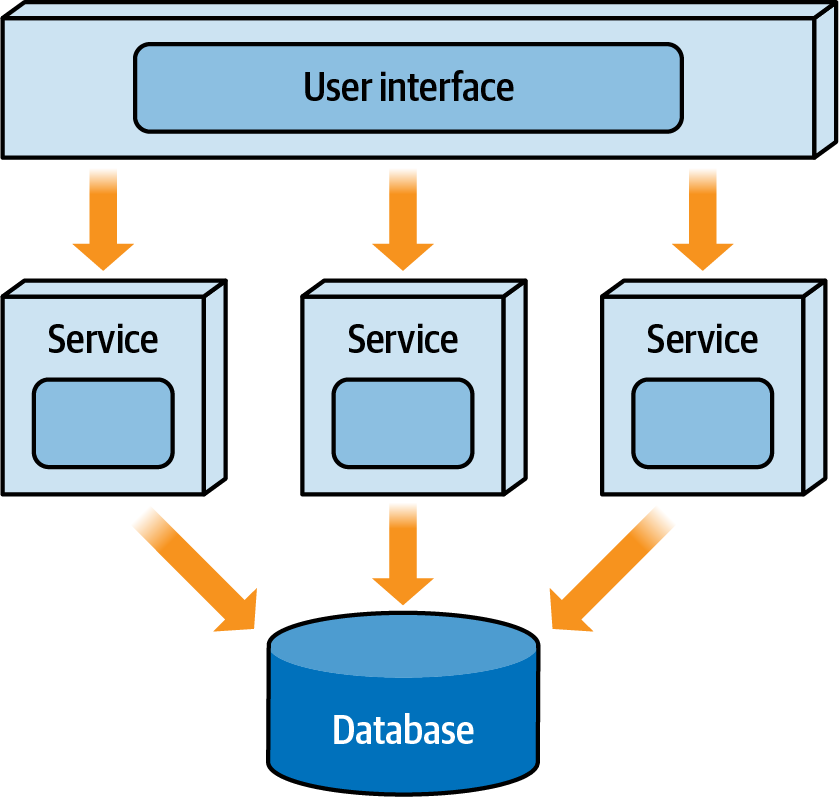 User interface
Service
Service
Service
Database